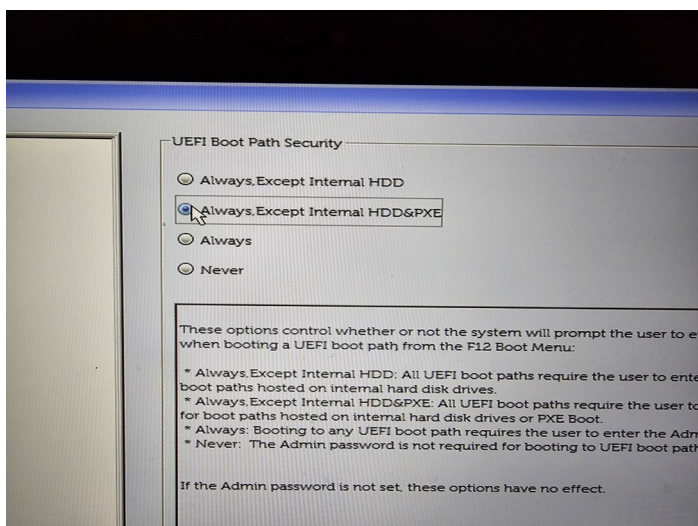 UEFI Boot Path Security
Always,Except Internal HDD
Always,Except Internal HDD&PXE
Always
Never
These options control whether or not the system will prompt the user to e
when booting a UEFI boot path from the F12 Boot Menu:
* Always,Except Internal HDD: All UEFI boot paths require the user to ente
boot paths hosted on internal hard disk drives.
* Always,Except Internal HDD&PXE: All UEFI boot paths require the user to
for boot paths hosted on internal hard disk drives or PXE Boot.
* Always: Booting to any UEFI boot path requires the user to enter the Adm
* Never: The Admin password is not required for booting to UEFI boot path
If the Admin password is not set, these options have no effect.